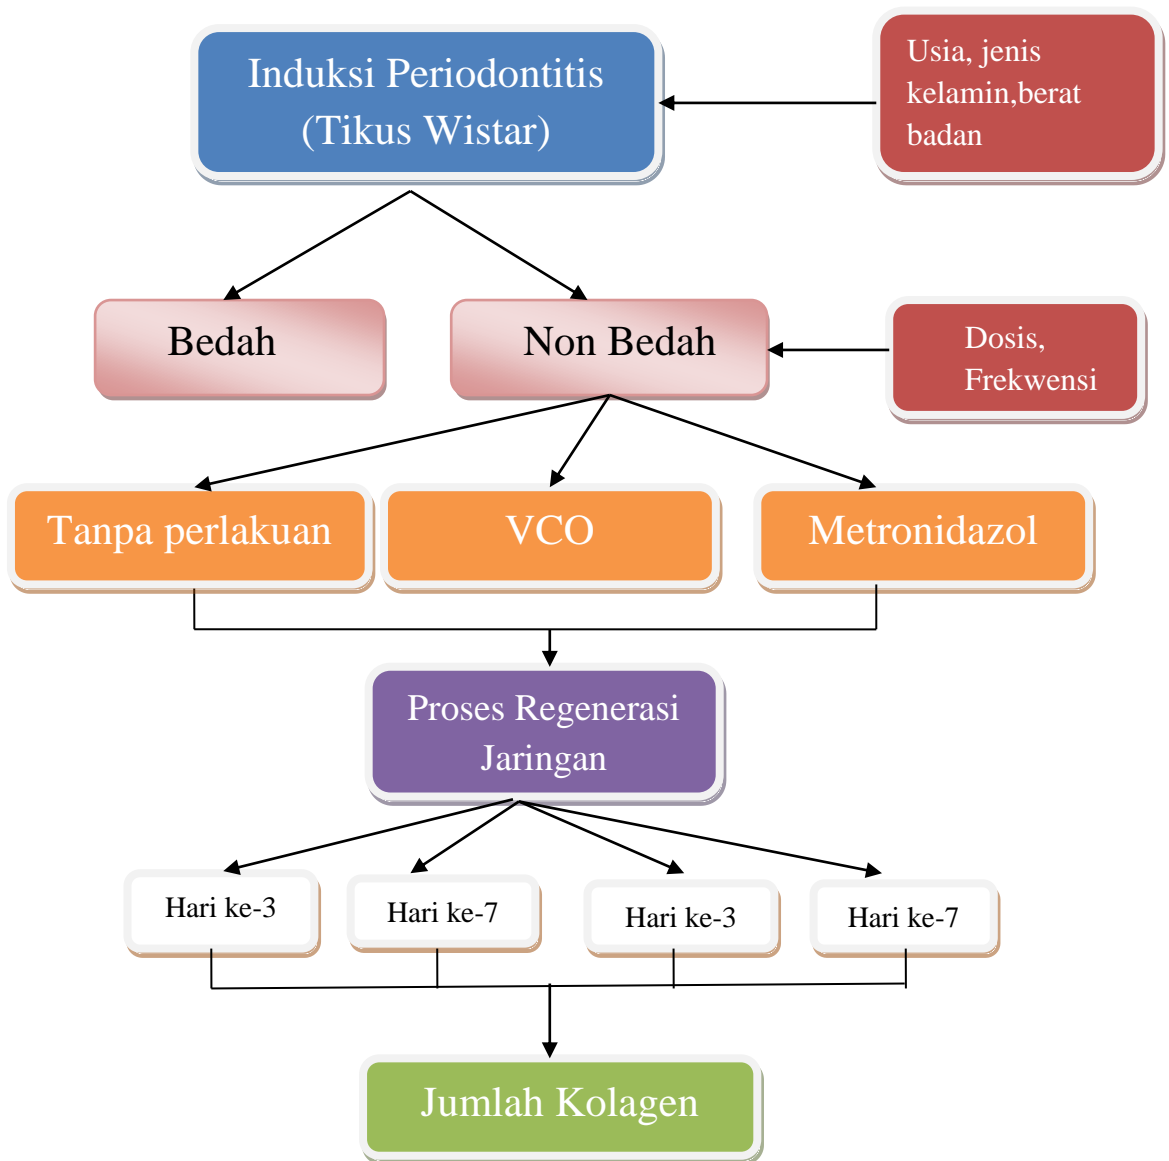 Induksi Periodontitis
(Tikus Wistar)
Usia, jenis
kelamin,berat
badan
Bedah
Non Bedah
Dosis,
Frekwensi
Tanpa perlakuan
VCO
Metronidazol
Proses Regenerasi
Jaringan
Hari ke-3
Hari ke-7
Hari ke-3
Hari ke-7
Jumlah Kolagen